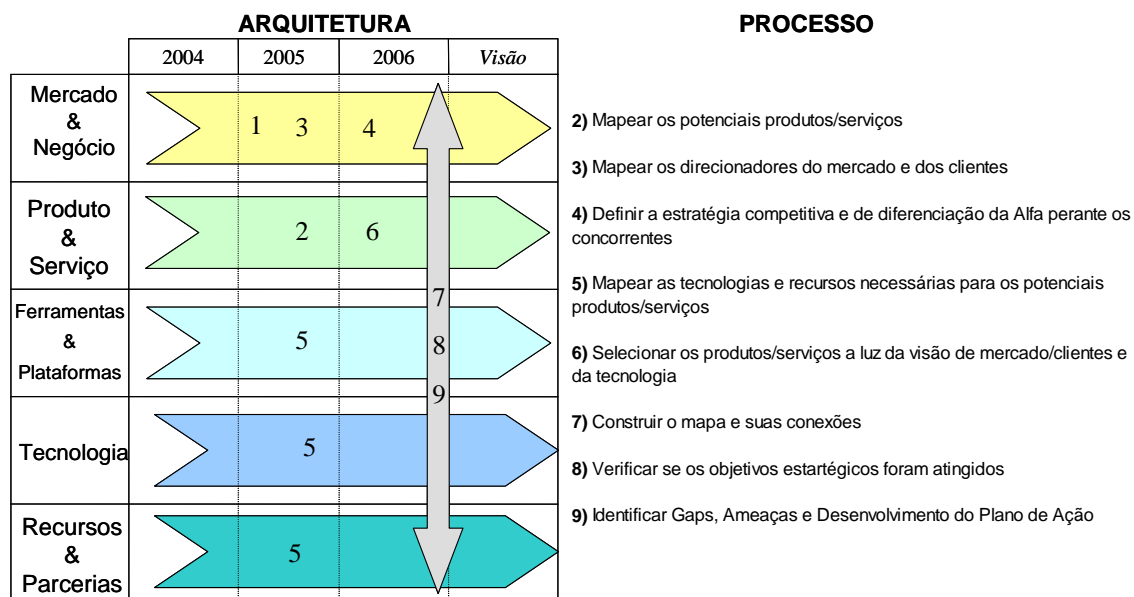 ARQUITETURA
PROCESSO
2004 2005 2006 Visão
Mercado
&
Negócio
1 3 4
Produto
&
Serviço
2 6
Ferramentas
&
Plataformas
5
Tecnologia
5
Recursos
&
Parcerias
5
7
8
9
2) Mapear os potenciais produtos/serviços
3) Mapear os direcionadores do mercado e dos clientes
4) Definir a estratégia competitiva e de diferenciação da Alfa perante os
concorrentes
5) Mapear as tecnologias e recursos necessárias para os potenciais
produtos/serviços
6) Selecionar os produtos/serviços a luz da visão de mercado/clientes e
da tecnologia
7) Construir o mapa e suas conexões
8) Verificar se os objetivos estartégicos foram atingidos
9) Identificar Gaps, Ameaças e Desenvolvimento do Plano de Ação